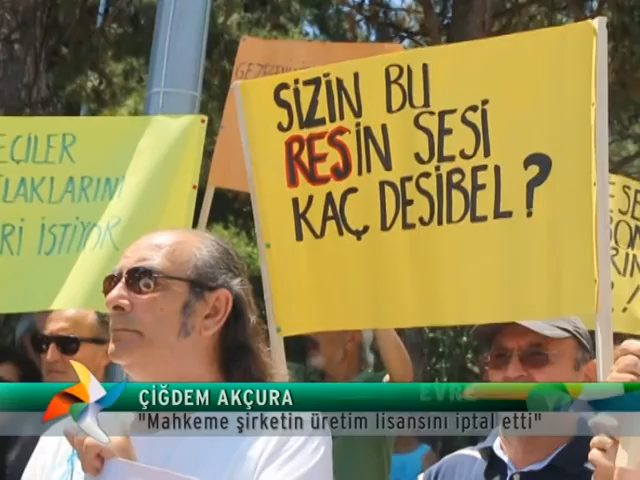 SİZİN BU
RESİN SESİ
KAÇ DESİBEL?
EÇİLER
LAKLARINI
Rİ İSTİYOR
ÇİĞDEM AKÇURA
"Mahkeme şirketin üretim lisansını iptal etti"